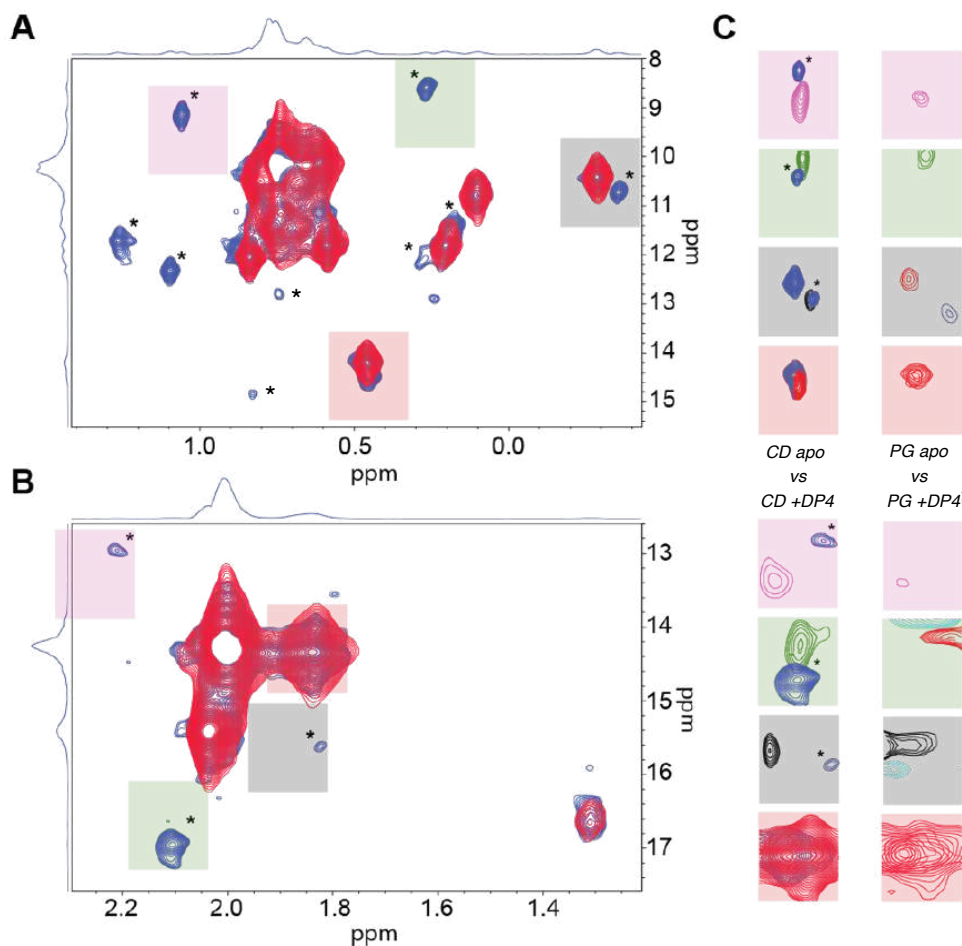 A
8
9
10
11
12
13
14
15
ppm
* * * * * * * * *
1.0 0.5 0.0
ppm
B
13
14
15
16
17
ppm
* * *
2.2 2.0 1.8 1.6 1.4
ppm
C
*
*
*
CD apo PG apo
vs vs
CD +DP4 PG +DP4
*
*
*